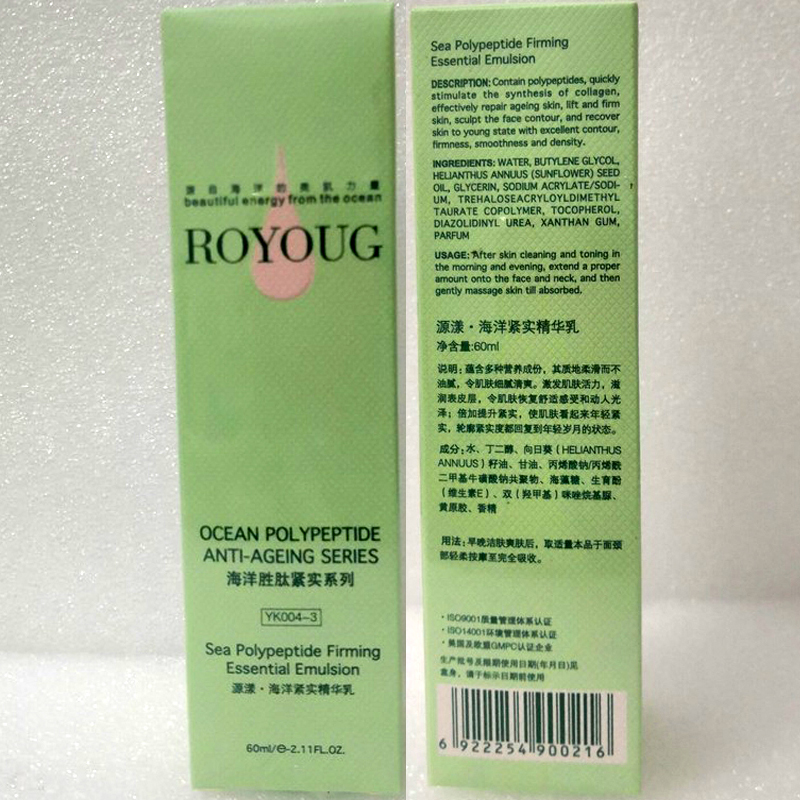 源自海洋的美肌力量
beautiful energy from the ocean
ROYOUG
OCEAN POLYPEPTIDE
ANTI-AGEING SERIES
海洋胜肽紧实系列
YK004-3
Sea Polypeptide Firming
Essential Emulsion
源漾·海洋紧实精华乳
60ml/℮-2.11FL.OZ.
Sea Polypeptide Firming
Essential Emulsion
DESCRIPTION: Contain polypeptides, quickly
stimulate the synthesis of collagen,
effectively repair ageing skin, lift and firm
skin, sculpt the face contour, and recover
skin to young state with excellent contour,
firmness, smoothness and density.
INGREDIENTS: WATER, BUTYLENE GLYCOL,
HELIANTHUS ANNUUS (SUNFLOWER) SEED
OIL, GLYCERIN, SODIUM ACRYLATE/SODI-
UM, TREHALOSEACRYLOYLDIMETHYL
TAURATE COPOLYMER, TOCOPHEROL,
DIAZOLIDINYL UREA, XANTHAN GUM,
PARFUM
USAGE: After skin cleaning and toning in
the morning and evening, extend a proper
amount onto the face and neck, and then
gently massage skin till absorbed.
源漾·海洋紧实精华乳
净含量:60ml
说明:蕴含多种营养成份，其质地柔滑而不
油腻，令肌肤细腻清爽。激发肌肤活力，滋
润表皮层，令肌肤恢复舒适感受和动人光
泽；倍加提升紧实，使肌肤看起来年轻紧
实，轮廓紧实度都回复到年轻岁月的状态。
成分:水、丁二醇、向日葵（HELIANTHUS
ANNUUS）籽油、甘油、丙烯酸钠/丙烯酰
二甲基牛磺酸钠共聚物、海藻糖、生育酚
（维生素E）、双（羟甲基）咪唑烷基脲、
黄原胶、香精
用法:早晚洁肤爽肤后，取适量本品于面颈
部轻柔按摩至完全吸收。
·ISO9001质量管理体系认证
·ISO14001环境管理体系认证
·美国及欧盟GMPC认证企业
生产批号及限期使用日期(年月日)见
盒身，请于标示日期前使用
6 922254 900216